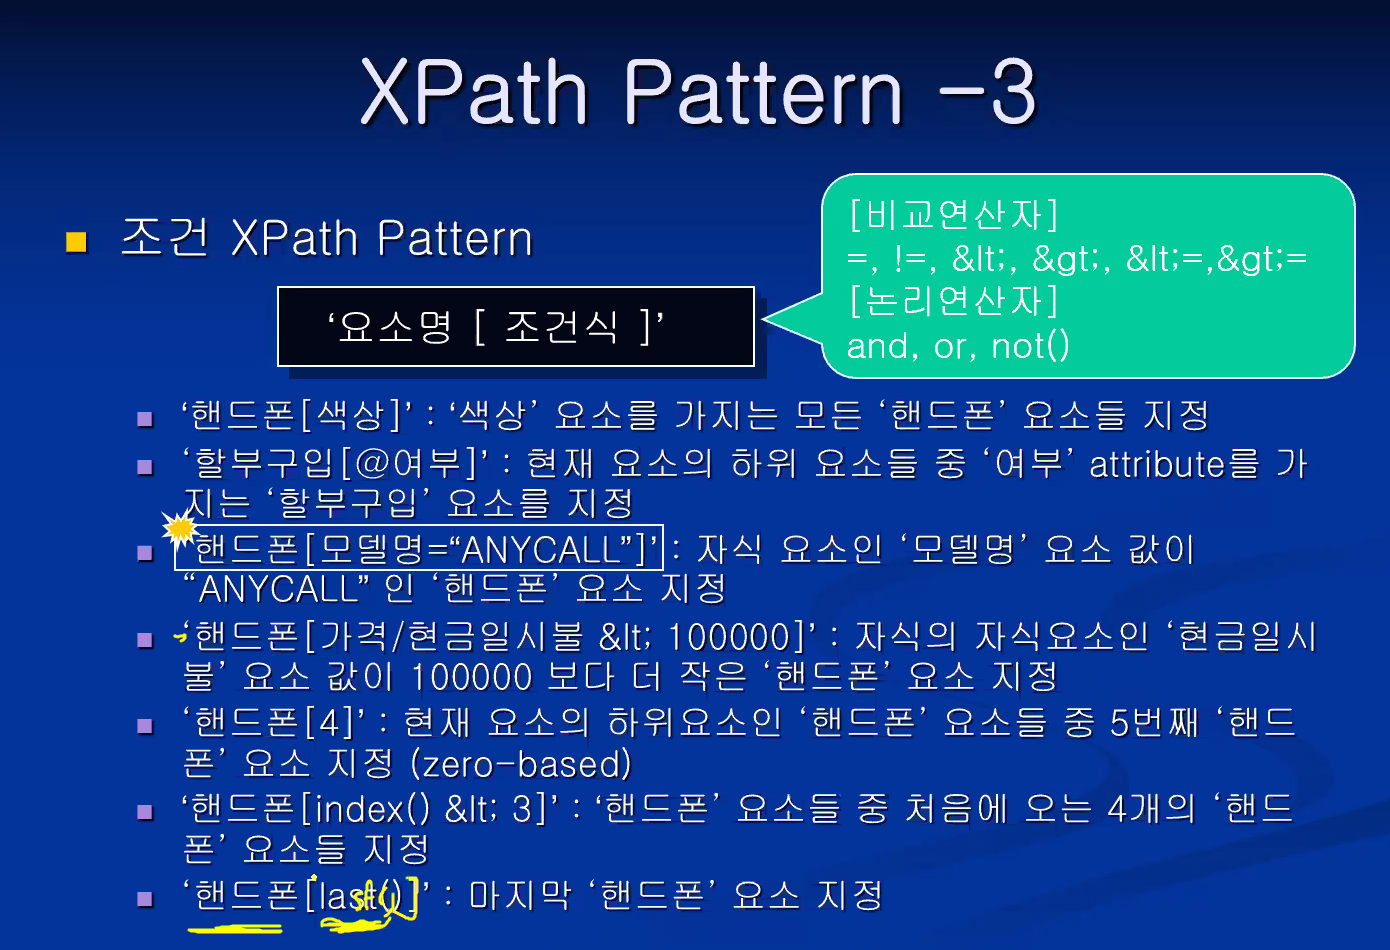 XPath Pattern -3
조건 XPath Pattern
[비교연산자]
=, !=, &lt;, &gt;, &lt;=,&gt;=
[논리연산자]
and, or, not()
‘요소명 [ 조건식 ]’
‘핸드폰[색상]’ : ‘색상’ 요소를 가지는 모든 ‘핸드폰’ 요소들 지정
‘할부구입[@여부]’ : 현재 요소의 하위 요소들 중 ‘여부’ attribute를 가
지는 ‘할부구입’ 요소를 지정
‘핸드폰[모델명=“ANYCALL”]’ : 자식 요소인 ‘모델명’ 요소 값이
“ANYCALL” 인 ‘핸드폰’ 요소 지정
‘핸드폰[가격/현금일시불 &lt; 100000]’ : 자식의 자식요소인 ‘현금일시
불’ 요소 값이 100000 보다 더 작은 ‘핸드폰’ 요소 지정
‘핸드폰[4]’ : 현재 요소의 하위요소인 ‘핸드폰’ 요소들 중 5번째 ‘핸드
폰’ 요소 지정 (zero-based)
‘핸드폰[index() &lt; 3]’ : ‘핸드폰’ 요소들 중 처음에 오는 4개의 ‘핸드
폰’ 요소들 지정
‘핸드폰[last()]’ : 마지막 ‘핸드폰’ 요소 지정